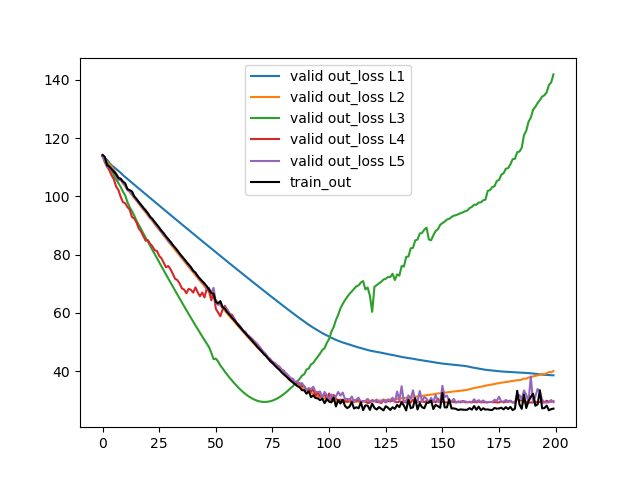 140
120
100
80
60
40
valid out_loss L1
valid out_loss L2
valid out_loss L3
valid out_loss L4
valid out_loss L5
train_out
0 25 50 75 100 125 150 175 200